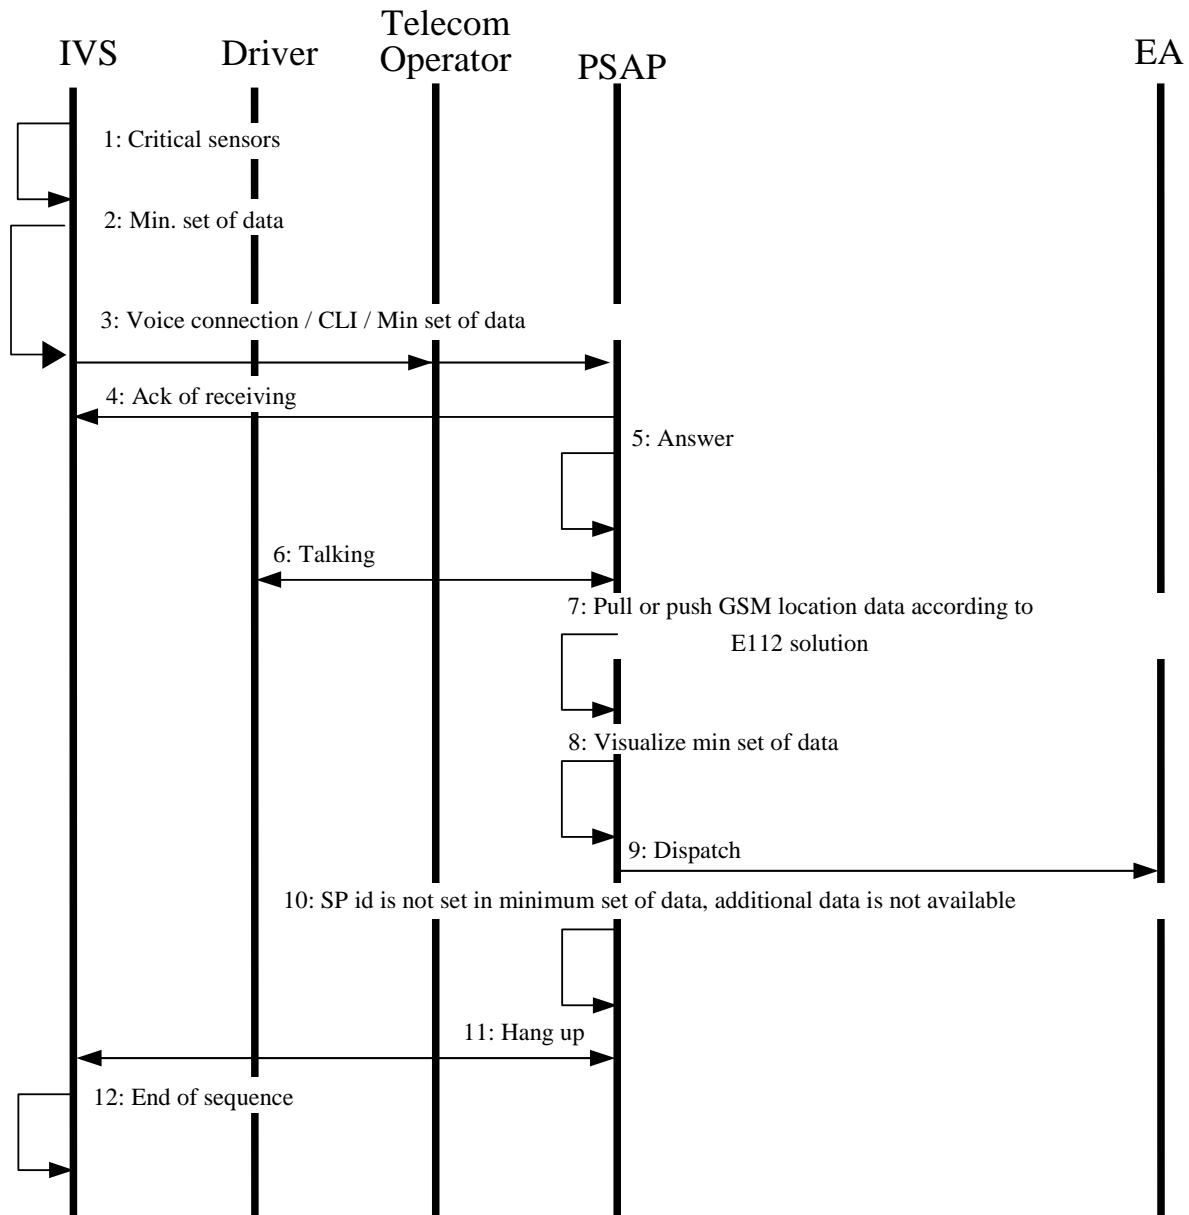 IVS
Driver
Telecom
Operator
PSAP
EA
1: Critical sensors
2: Min. set of data
3: Voice connection / CLI / Min set of data
4: Ack of receiving
5: Answer
6: Talking
7: Pull or push GSM location data according to
E112 solution
8: Visualize min set of data
9: Dispatch
10: SP id is not set in minimum set of data, additional data is not available
11: Hang up
12: End of sequence